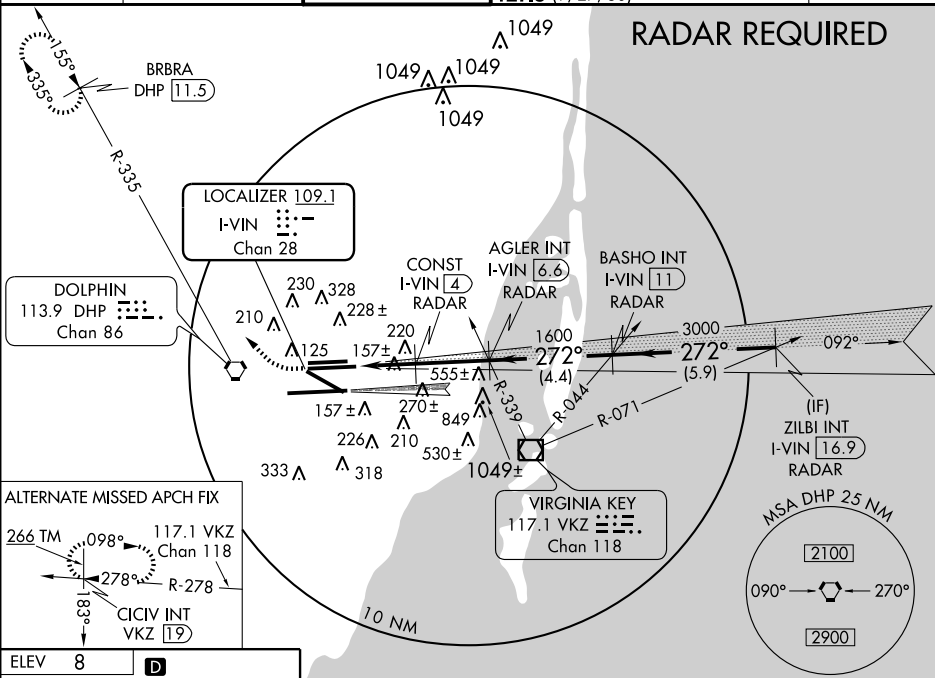 RADAR REQUIRED
1049
1049
1049
1049
155°
335°
BRBRA
DHP 11.5
R-335
LOCALIZER 109.1
I-VIN
Chan 28
DOLPHIN
113.9 DHP
Chan 86
CONST
I-VIN 4
RADAR
AGLER INT
I-VIN 6.6
RADAR
BASHO INT
I-VIN 11
RADAR
230
328
210
228±
220
125
157±
555±
1600
272°
(4.4)
3000
272°
(5.9)
092°
157±
270±
849
R-339
R-044
R-071
(IF)
ZILBI INT
I-VIN 16.9
RADAR
210
226
530±
333
318
1049±
VIRGINIA KEY
117.1 VKZ
Chan 118
10 NM
ALTERNATE MISSED APCH FIX
266 TM
098°
117.1 VKZ
Chan 118
278°
R-278
183°
CICIV INT
VKZ 19
MSA DHP 25 NM
2100
090°
270°
2900
ELEV 8
D